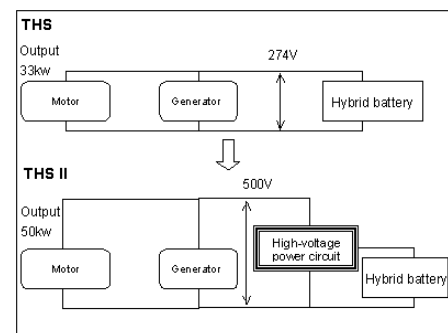 THS
Output
33kw
274V
Motor
Generator
Hybrid battery
THS II
500V
Output
50kw
High-voltage
power circuit
Motor
Generator
Hybrid battery